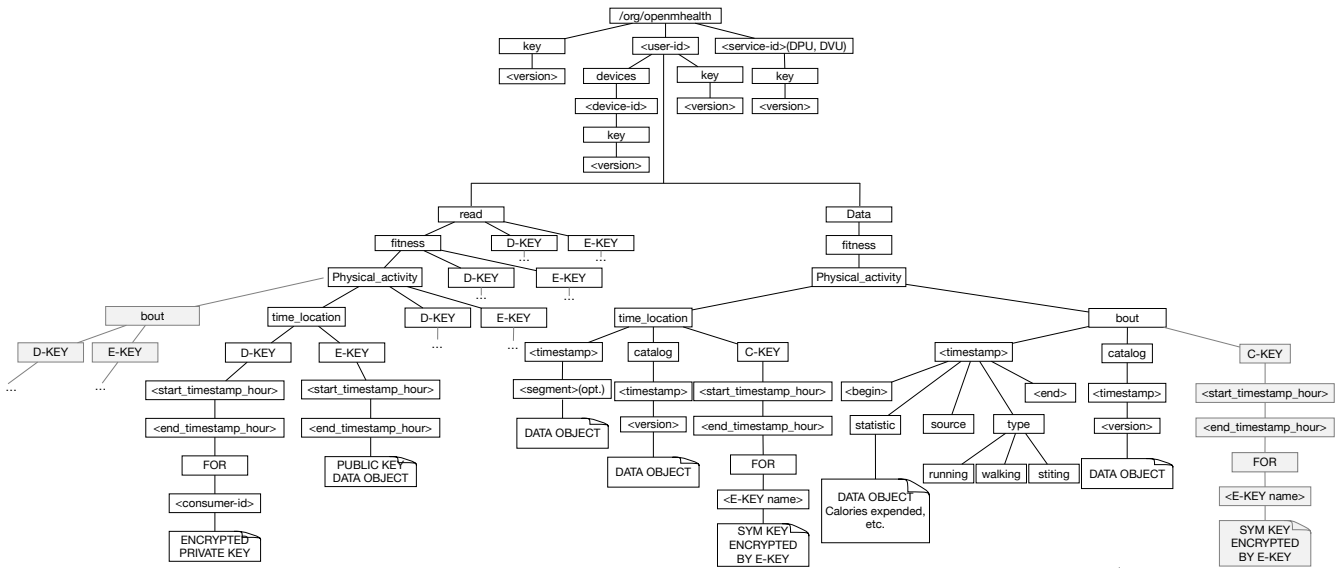 /org/openmhealth
key
<user-id>
<service-id>(DPU, DVU)
<version>
devices
key
key
<device-id>
<version>
<version>
key
<version>
read
Data
fitness
D-KEY
E-KEY
fitness
...
...
Physical_activity
D-KEY
E-KEY
Physical_activity
...
...
bout
time_location
D-KEY
E-KEY
time_location
bout
...
...
D-KEY
E-KEY
D-KEY
E-KEY
<timestamp>
catalog
C-KEY
<timestamp>
catalog
C-KEY
...
...
<start_timestamp_hour>
<start_timestamp_hour>
<segment>(opt.)
<timestamp>
<start_timestamp_hour>
<begin>
<end>
<timestamp>
<start_timestamp_hour>
<end_timestamp_hour>
<end_timestamp_hour>
DATA OBJECT
<version>
<end_timestamp_hour>
statistic
source
type
<version>
<end_timestamp_hour>
FOR
PUBLIC KEY
DATA OBJECT
DATA OBJECT
FOR
running
walking
stiting
DATA OBJECT
FOR
<consumer-id>
<E-KEY name>
DATA OBJECT
Calories expended,
etc.
<E-KEY name>
ENCRYPTED
PRIVATE KEY
SYM KEY
ENCRYPTED
BY E-KEY
SYM KEY
ENCRYPTED
BY E-KEY